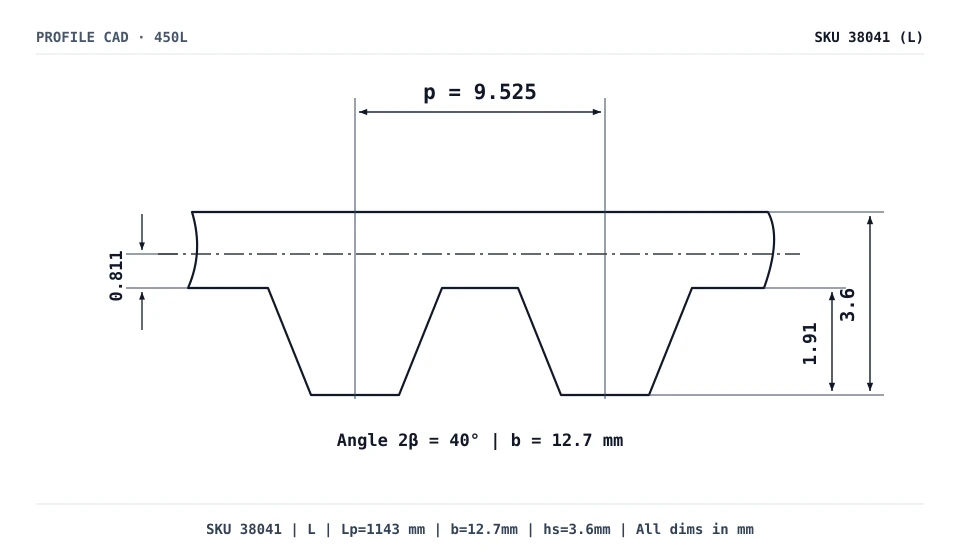 PROFILE CAD · 450L
SKU 38041 (L)
p = 9.525
0.811
3.6
1.91
Angle 2β = 40° | b = 12.7 mm
SKU 38041 | L | Lp=1143 mm | b=12.7mm | hs=3.6mm | All dims in mm